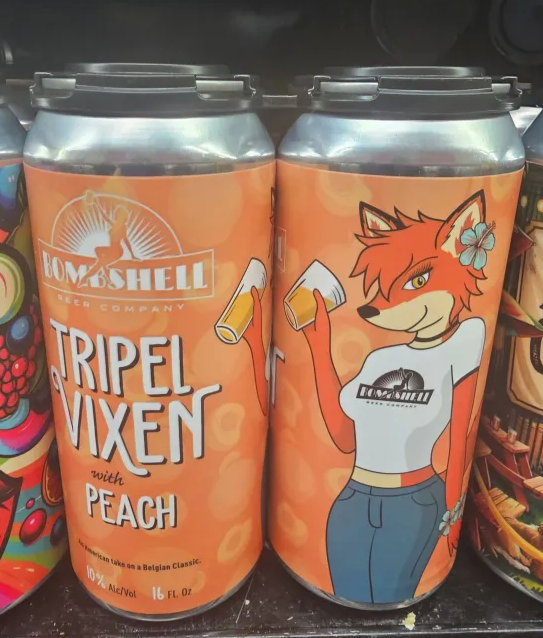 BOMBSHELL
BEER COMPANY
TRIPEL
VIXEN
with
PEACH
An American take on a Belgian Classic.
10% Alc/Vol 16 FL Oz
BOMBSHELL
BEER COMPANY